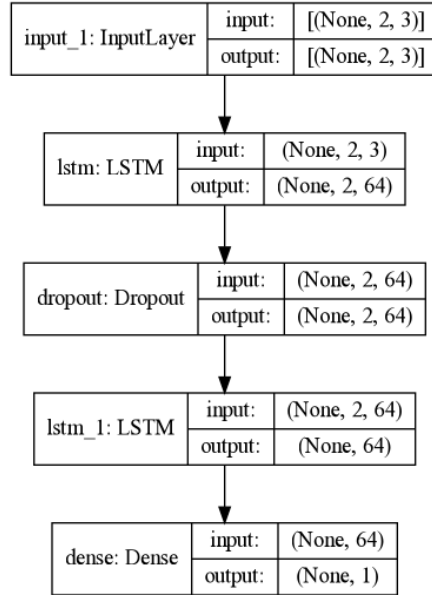 input_1: InputLayer
input: [(None, 2, 3)]
output: [(None, 2, 3)]
lstm: LSTM
input: (None, 2, 3)
output: (None, 2, 64)
dropout: Dropout
input: (None, 2, 64)
output: (None, 2, 64)
lstm_1: LSTM
input: (None, 2, 64)
output: (None, 64)
dense: Dense
input: (None, 64)
output: (None, 1)